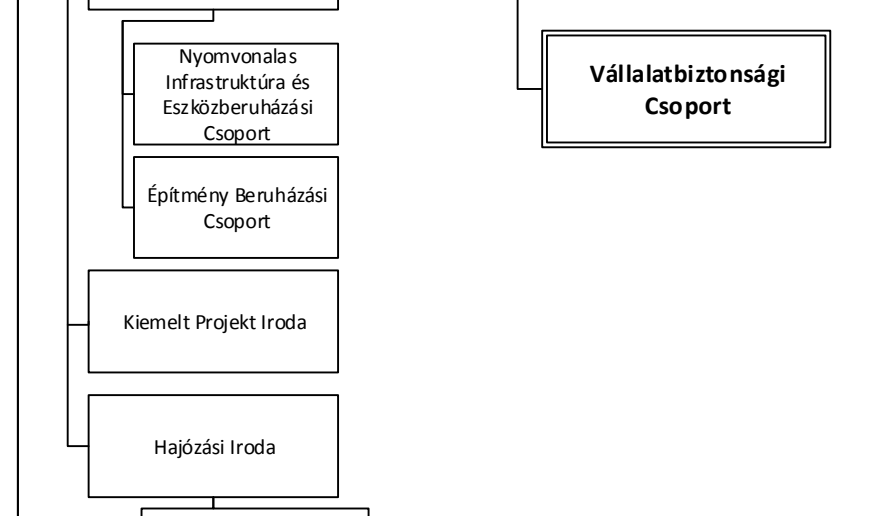 Nyomvonalas
Infrastruktúra és
Eszközberuházási
Csoport
Építmény Beruházási
Csoport
Kiemelt Projekt Iroda
Hajózási Iroda
Vállalatbiztonsági
Csoport